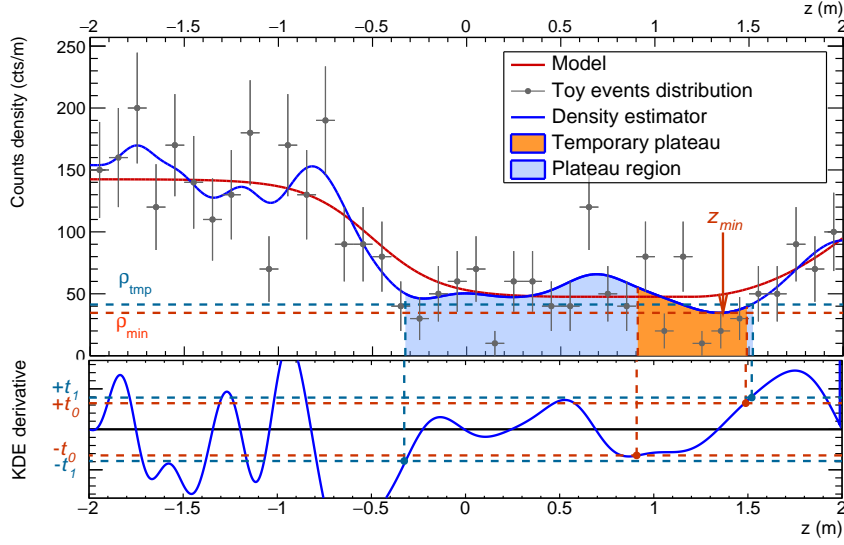 −2 −1.5 −1 −0.5 0 0.5 1 1.5 2
z (m)
Counts density (cts/m)
250
200
150
100
50
0
Model
Toy events distribution
Density estimator
Temporary plateau
Plateau region
z_min
ρ_tmp
ρ_min
KDE derivative
+t_1
+t_0
-t_0
-t_1
−2 −1.5 −1 −0.5 0 0.5 1 1.5 2
z (m)